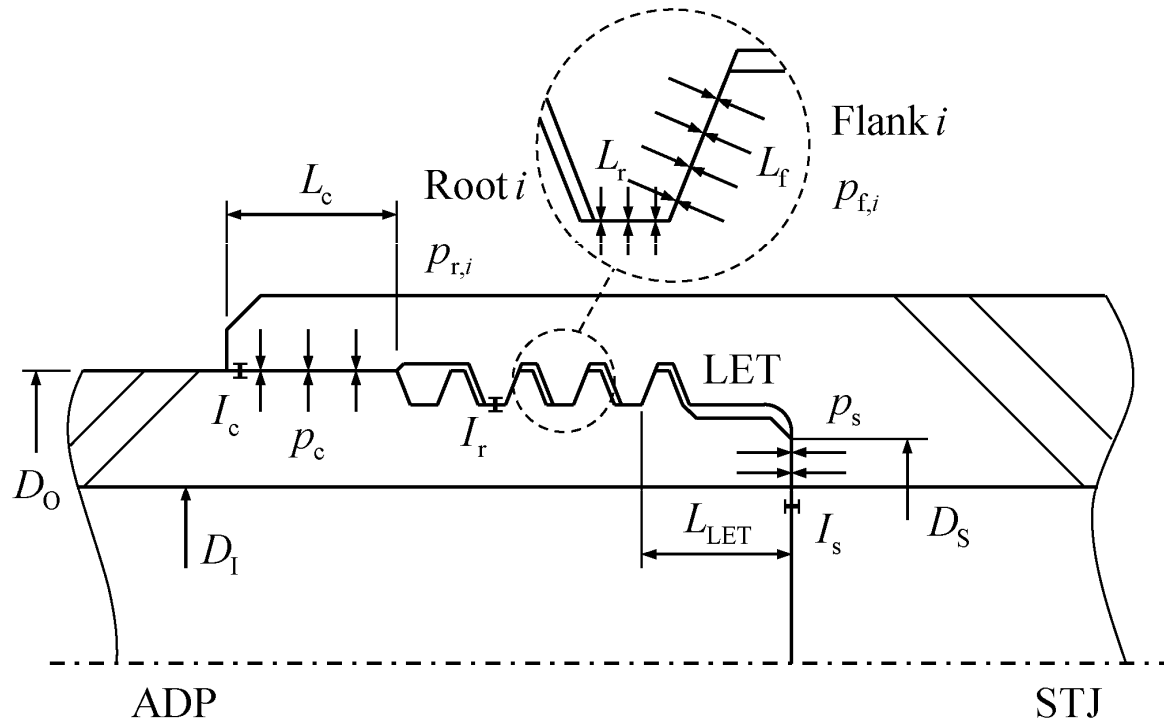 Flank i
L_r
L_f
L_c
Root i
p_f,i
p_r,i
LET
p_s
I_c
p_c
I_r
D_O
L_LET
I_s
D_S
D_I
ADP
STJ